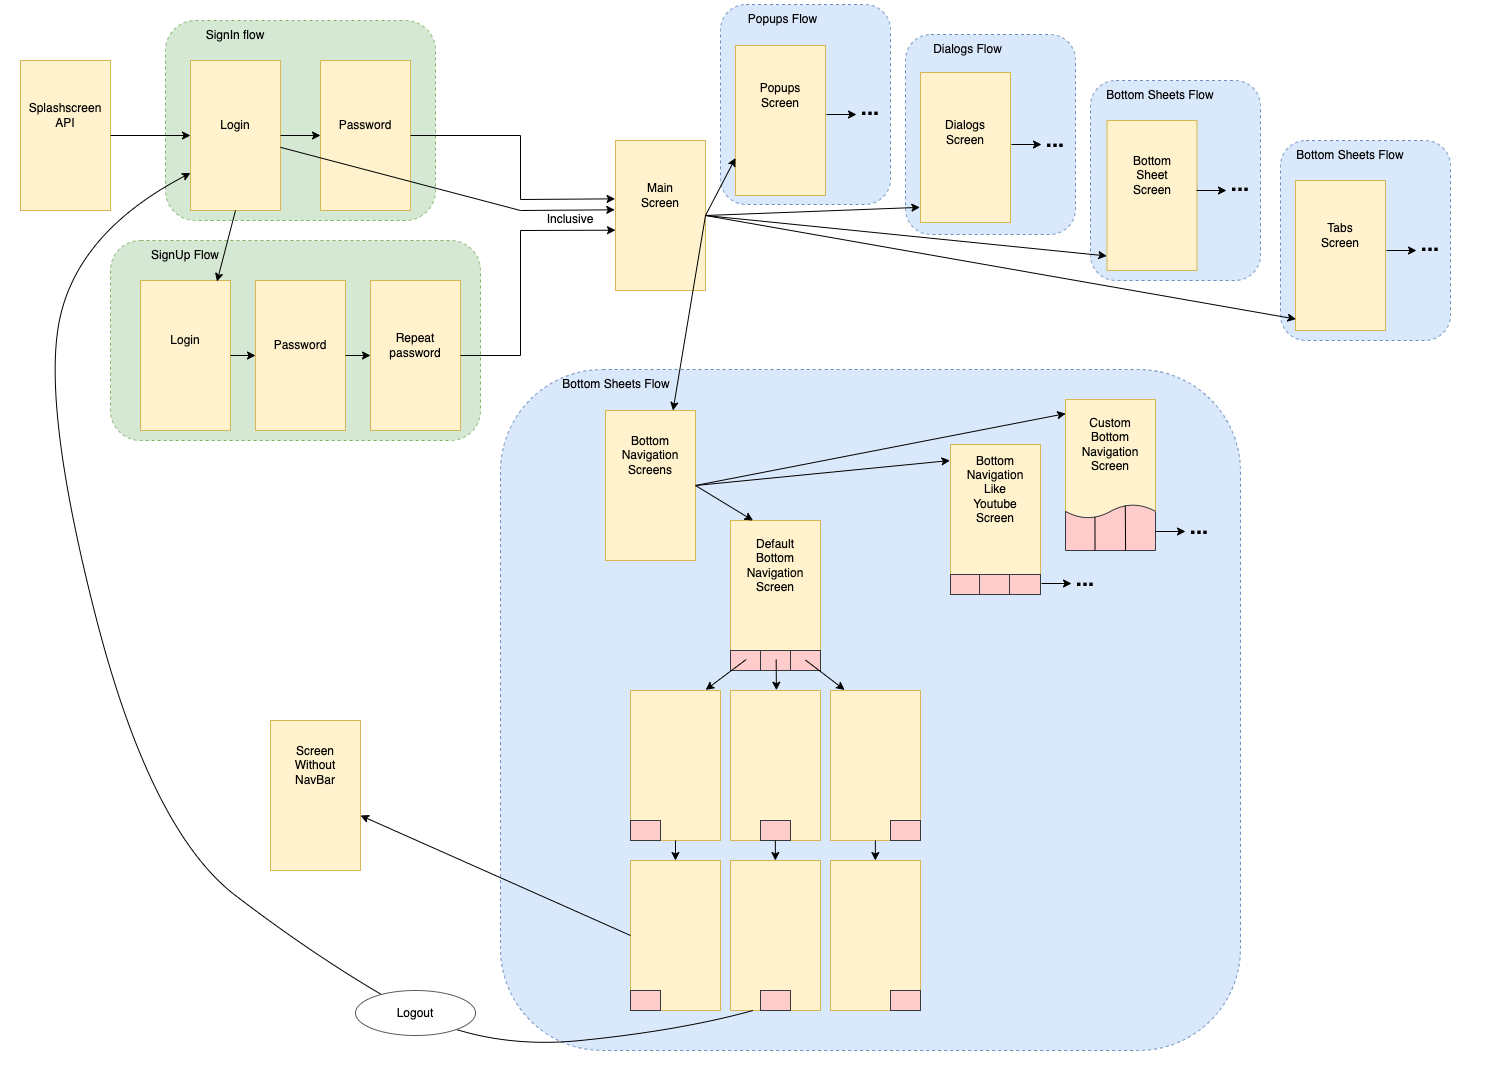 SignIn flow
Splashscreen
API
Login
Password
SignUp Flow
Login
Password
Repeat
password
Inclusive
Main
Screen
Popups Flow
Popups
Screen
...
Dialogs Flow
Dialogs
Screen
...
Bottom Sheets Flow
Bottom
Sheet
Screen
...
Bottom Sheets Flow
Tabs
Screen
...
Bottom Sheets Flow
Bottom
Navigation
Screens
Default
Bottom
Navigation
Screen
Bottom
Navigation
Like
Youtube
Screen
...
Custom
Bottom
Navigation
Screen
...
Screen
Without
NavBar
Logout